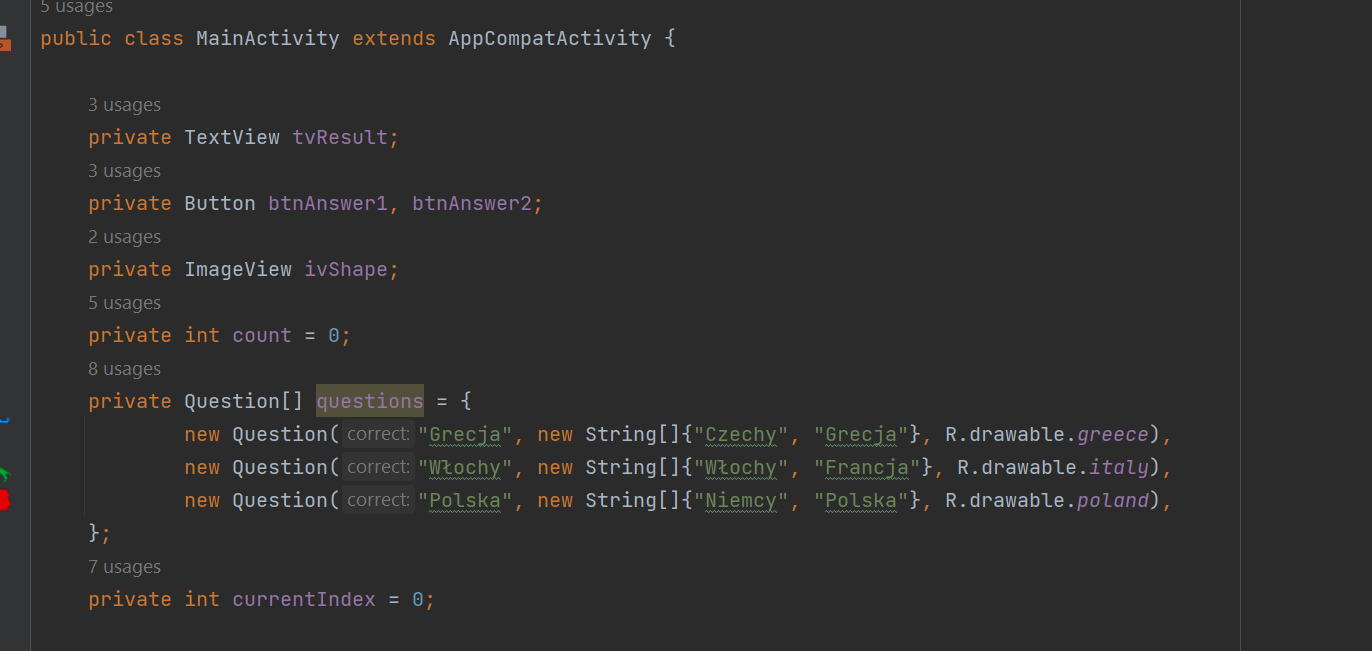 5 usages
public class MainActivity extends AppCompatActivity {
3 usages
private TextView tvResult;
3 usages
private Button btnAnswer1, btnAnswer2;
2 usages
private ImageView ivShape;
5 usages
private int count = 0;
8 usages
private Question[] questions = {
new Question( correct: "Grecja", new String[]{"Czechy", "Grecja"}, R.drawable.greece),
new Question( correct: "Włochy", new String[]{"Włochy", "Francja"}, R.drawable.italy),
new Question( correct: "Polska", new String[]{"Niemcy", "Polska"}, R.drawable.poland),
};
7 usages
private int currentIndex = 0;